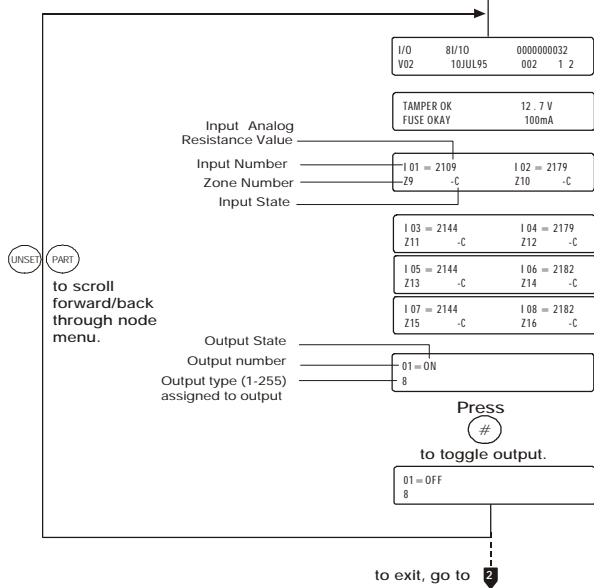 I/O 8I/1O 0000000032
V02 10JUL95 002 1 2
TAMPER OK 12 . 7 V
FUSE OKAY 100mA
Input Analog
Resistance Value
Input Number
Zone Number
Input State
I 01 = 2109 I 02 = 2179
Z9 -C Z10 -C
I 03 = 2144 I 04 = 2179
Z11 -C Z12 -C
I 05 = 2144 I 06 = 2182
Z13 -C Z14 -C
I 07 = 2144 I 08 = 2182
Z15 -C Z16 -C
UNSET PART
to scroll
forward/back
through node
menu.
Output State
Output number
Output type (1-255)
assigned to output
01 = ON
8
Press
#
to toggle output.
01 = OFF
8
to exit, go to 2